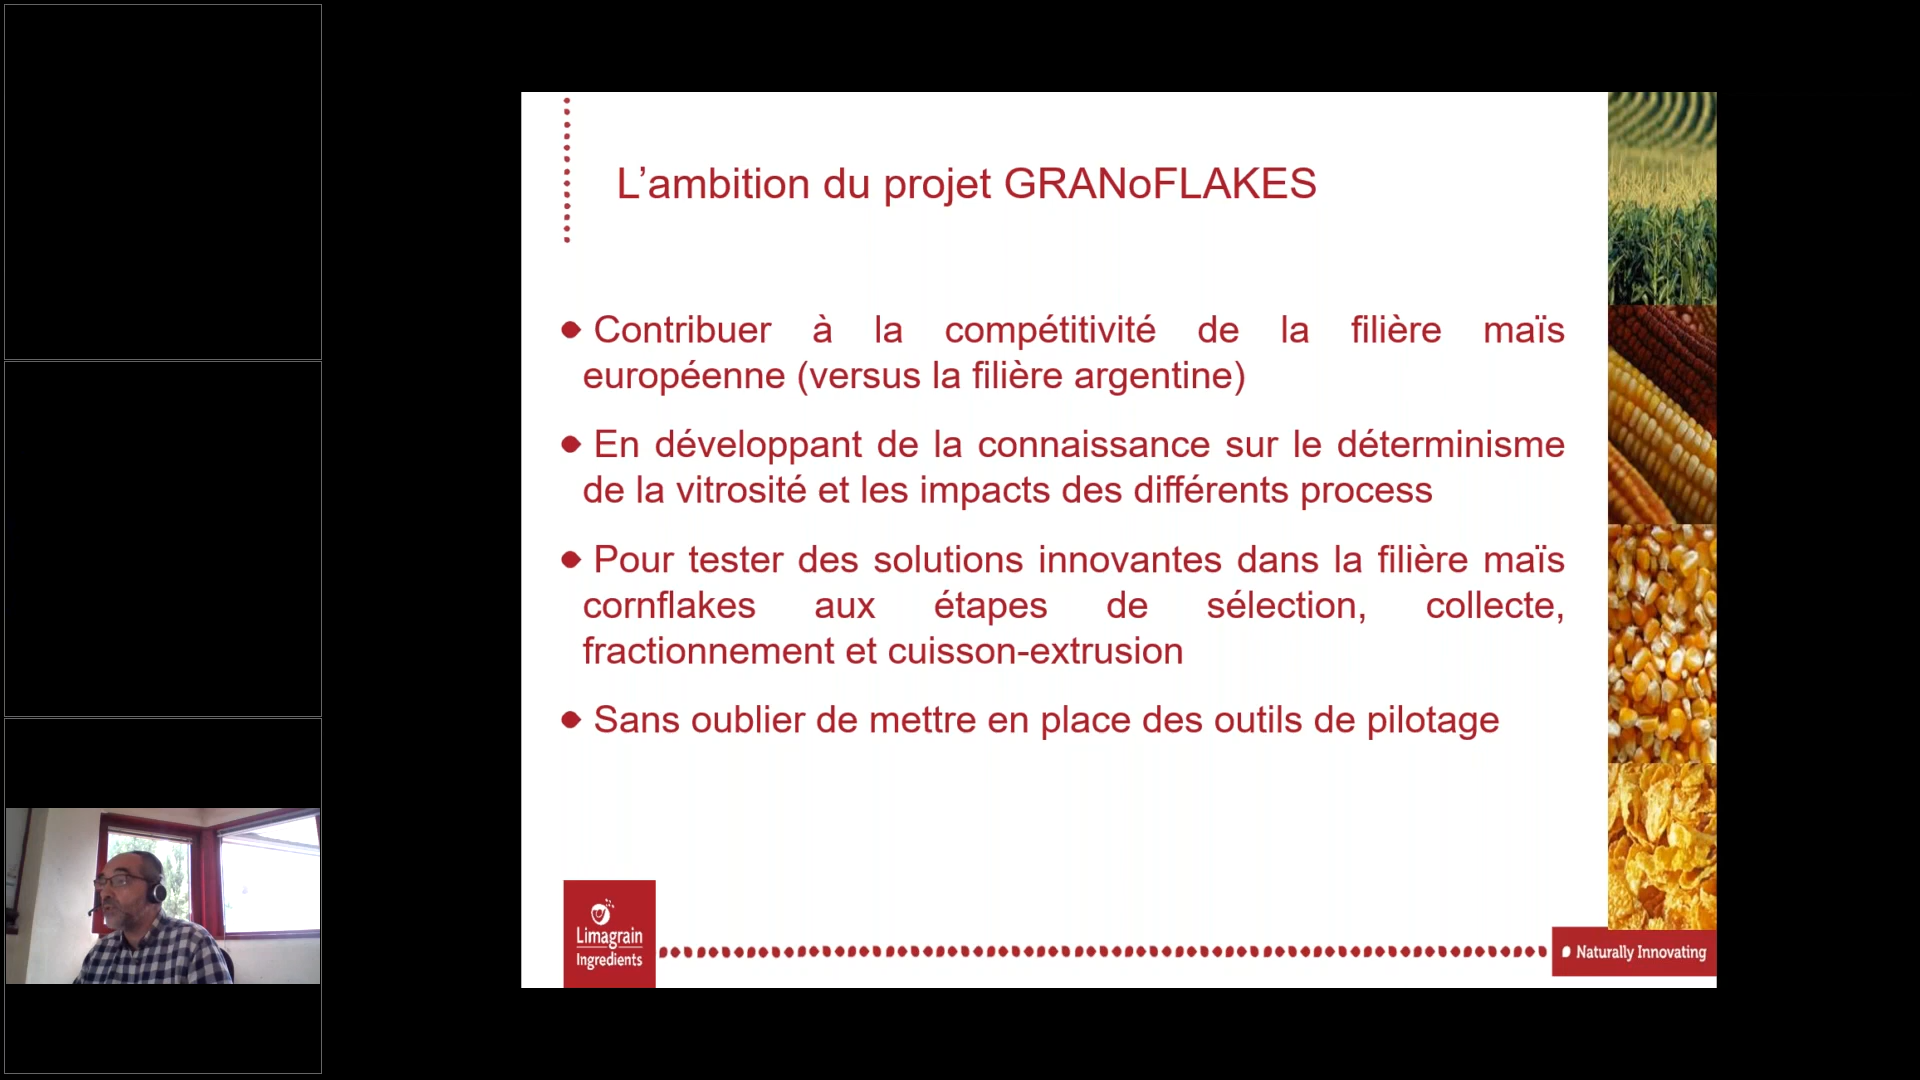 L’ambition du projet GRANoFLAKES
Contribuer à la compétitivité de la filière maïs
européenne (versus la filière argentine)
En développant de la connaissance sur le déterminisme
de la vitrosité et les impacts des différents process
Pour tester des solutions innovantes dans la filière maïs
cornflakes aux étapes de sélection, collecte,
fractionnement et cuisson-extrusion
Sans oublier de mettre en place des outils de pilotage
Limagrain
Ingredients
Naturally Innovating